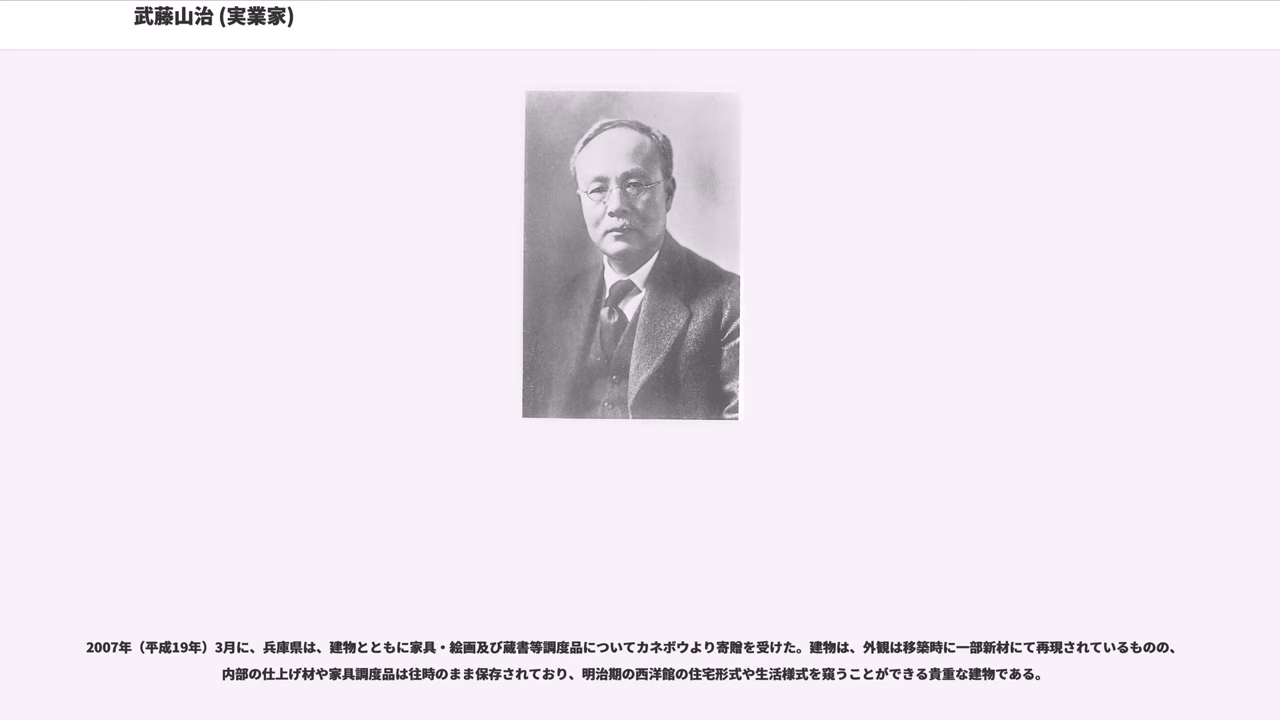 武藤山治 (実業家)
2007年（平成19年）3月に、兵庫県は、建物とともに家具・絵画及び蔵書等調度品についてカネボウより寄贈を受けた。建物は、外観は移築時に一部新材にて再現されているものの、
内部の仕上げ材や家具調度品は往時のまま保存されており、明治期の西洋館の住宅形式や生活様式を窺うことができる貴重な建物である。